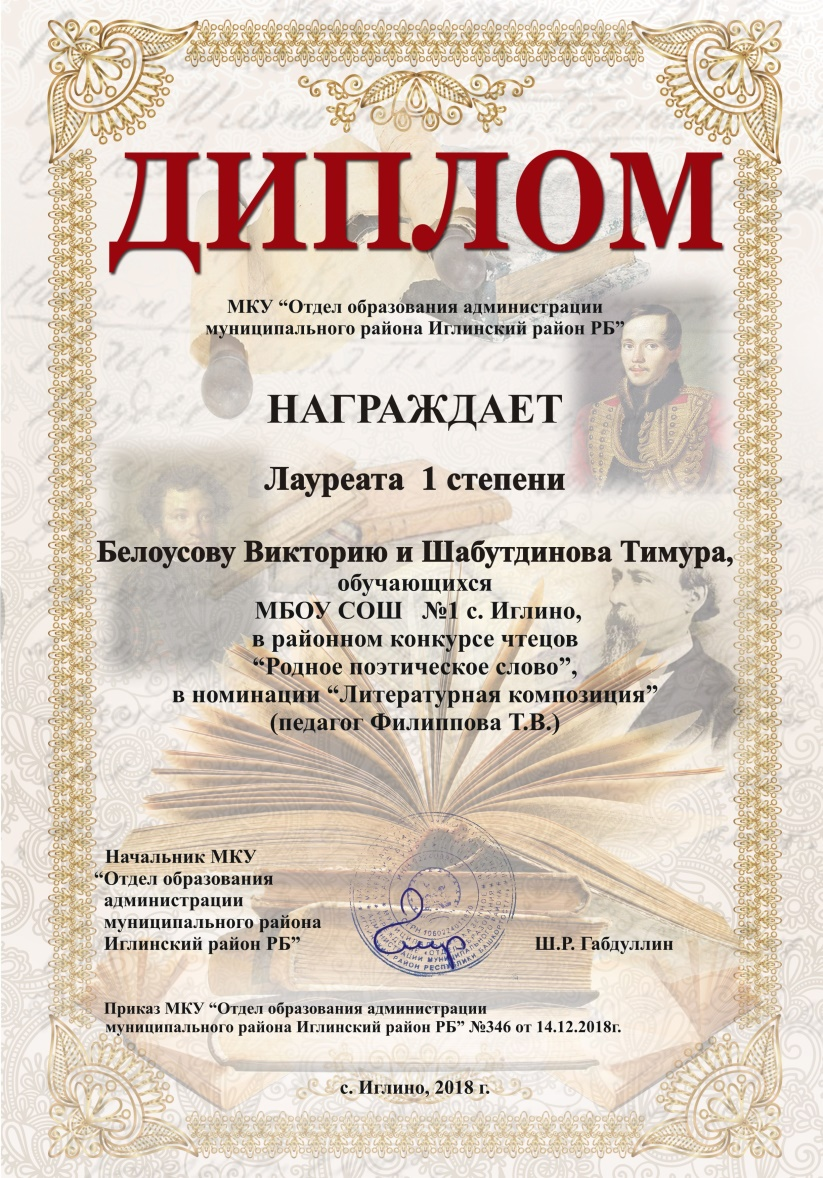 ДИПЛОМ
МКУ “Отдел образования администрации
муниципального района Иглинский район РБ”
НАГРАЖДАЕТ
Лауреата 1 степени
Белоусову Викторию и Шабутдинова Тимура,
обучающихся
МБОУ СОШ №1 с. Иглино,
в районном конкурсе чтецов
“Родное поэтическое слово”,
в номинации “Литературная композиция”
(педагог Филиппова Т.В.)
Начальник МКУ
“Отдел образования
администрации
муниципального района
Иглинский район РБ”
Ш.Р. Габдуллин
Приказ МКУ “Отдел образования администрации
муниципального района Иглинский район РБ” №346 от 14.12.2018г.
с. Иглино, 2018 г.